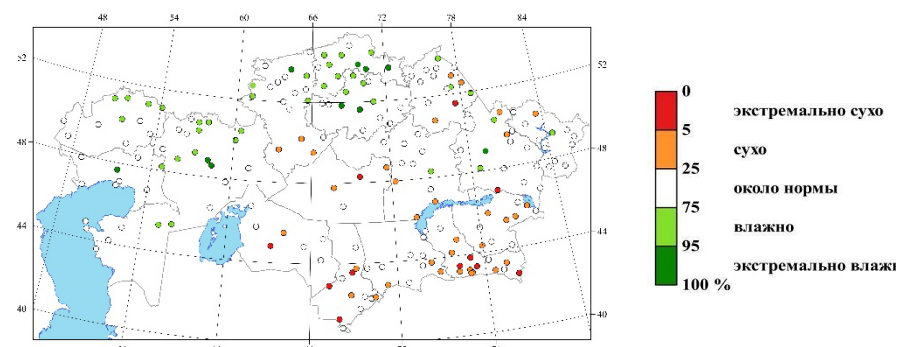 48 54 60 66 72 78 84
52 52
48 48
44 44
40 40
0
экстремально сухо
5
сухо
25
около нормы
75
влажно
95
экстремально влажн
100 %